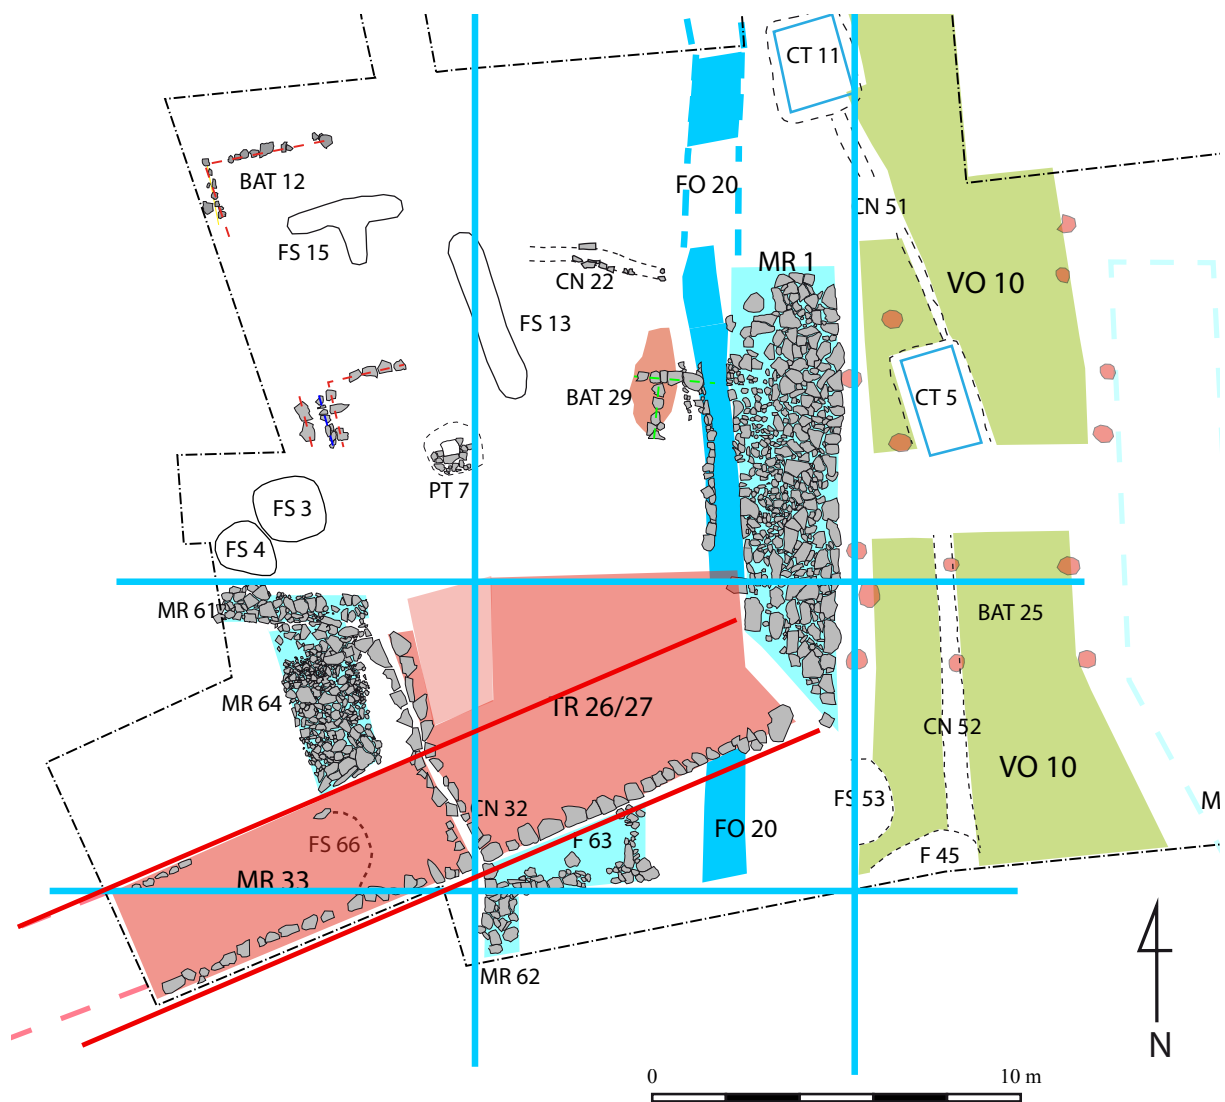 CT 11
BAT 12
FO 20
CN 51
FS 15
CN 22
MR 1
VO 10
FS 13
BAT 29
CT 5
PT 7
FS 3
FS 4
MR 61
BAT 25
MR 64
TR 26/27
CN 52
VO 10
FS 53
M
CN 32
FS 66
F 63
FO 20
F 45
MR 33
MR 62
N
0
10 m